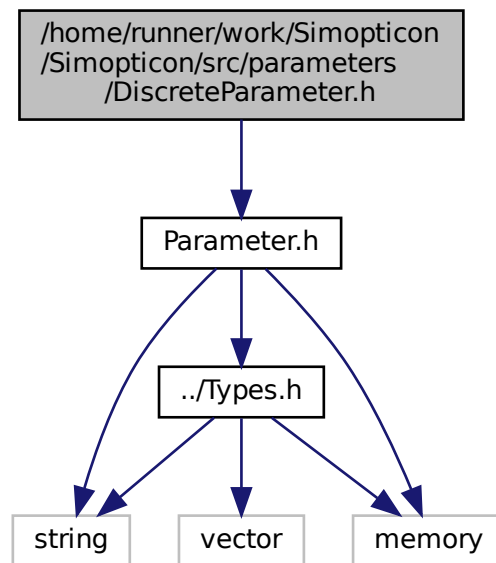 /home/runner/work/Simopticon
/Simopticon/src/parameters
/DiscreteParameter.h
Parameter.h
../Types.h
string
vector
memory